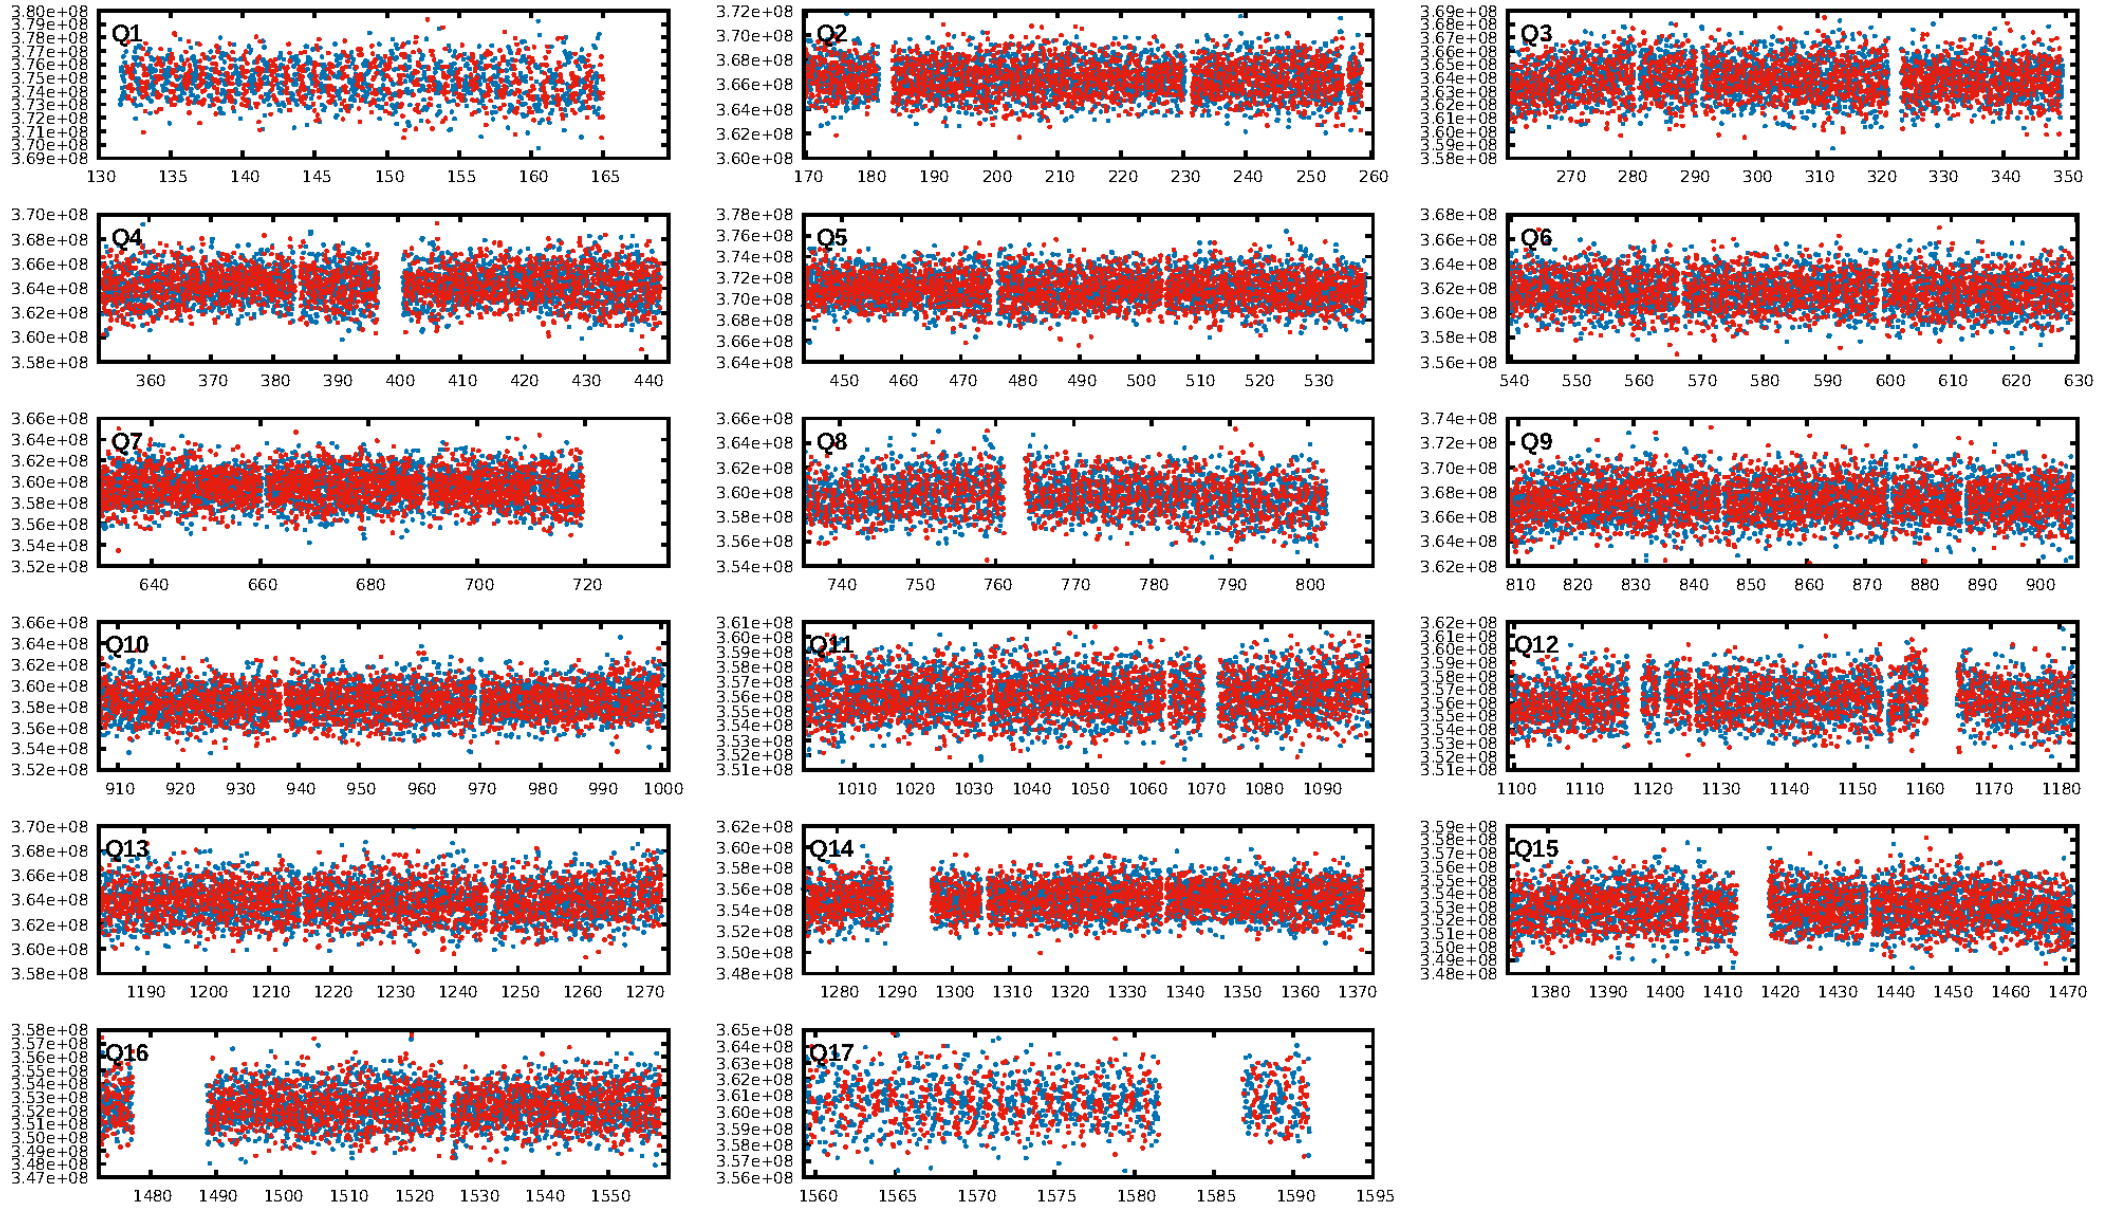 Q1
3.80e+08
3.79e+08
3.78e+08
3.77e+08
3.76e+08
3.75e+08
3.74e+08
3.73e+08
3.72e+08
3.71e+08
3.70e+08
3.69e+08
130 135 140 145 150 155 160 165
Q2
3.72e+08
3.70e+08
3.68e+08
3.66e+08
3.64e+08
3.62e+08
3.60e+08
170 180 190 200 210 220 230 240 250 260
Q3
3.69e+08
3.68e+08
3.67e+08
3.66e+08
3.65e+08
3.64e+08
3.63e+08
3.62e+08
3.61e+08
3.60e+08
3.59e+08
3.58e+08
270 280 290 300 310 320 330 340 350
Q4
3.70e+08
3.68e+08
3.66e+08
3.64e+08
3.62e+08
3.60e+08
3.58e+08
360 370 380 390 400 410 420 430 440
Q5
3.78e+08
3.76e+08
3.74e+08
3.72e+08
3.70e+08
3.68e+08
3.66e+08
3.64e+08
450 460 470 480 490 500 510 520 530
Q6
3.68e+08
3.66e+08
3.64e+08
3.62e+08
3.60e+08
3.58e+08
3.56e+08
540 550 560 570 580 590 600 610 620 630
Q7
3.66e+08
3.64e+08
3.62e+08
3.60e+08
3.58e+08
3.56e+08
3.54e+08
3.52e+08
640 660 680 700 720
Q8
3.66e+08
3.64e+08
3.62e+08
3.60e+08
3.58e+08
3.56e+08
3.54e+08
740 750 760 770 780 790 800
Q9
3.74e+08
3.72e+08
3.70e+08
3.68e+08
3.66e+08
3.64e+08
3.62e+08
810 820 830 840 850 860 870 880 890 900
Q10
3.66e+08
3.64e+08
3.62e+08
3.60e+08
3.58e+08
3.56e+08
3.54e+08
3.52e+08
910 920 930 940 950 960 970 980 990 1000
Q11
3.61e+08
3.60e+08
3.59e+08
3.58e+08
3.57e+08
3.56e+08
3.55e+08
3.54e+08
3.53e+08
3.52e+08
3.51e+08
1010 1020 1030 1040 1050 1060 1070 1080 1090
Q12
3.62e+08
3.61e+08
3.60e+08
3.59e+08
3.58e+08
3.57e+08
3.56e+08
3.55e+08
3.54e+08
3.53e+08
3.52e+08
3.51e+08
1100 1110 1120 1130 1140 1150 1160 1170 1180
Q13
3.70e+08
3.68e+08
3.66e+08
3.64e+08
3.62e+08
3.60e+08
3.58e+08
1190 1200 1210 1220 1230 1240 1250 1260 1270
Q14
3.62e+08
3.60e+08
3.58e+08
3.56e+08
3.54e+08
3.52e+08
3.50e+08
3.48e+08
1280 1290 1300 1310 1320 1330 1340 1350 1360 1370
Q15
3.59e+08
3.58e+08
3.57e+08
3.56e+08
3.55e+08
3.54e+08
3.53e+08
3.52e+08
3.51e+08
3.50e+08
3.49e+08
3.48e+08
1380 1390 1400 1410 1420 1430 1440 1450 1460 1470
Q16
3.58e+08
3.57e+08
3.56e+08
3.55e+08
3.54e+08
3.53e+08
3.52e+08
3.51e+08
3.50e+08
3.49e+08
3.48e+08
3.47e+08
1480 1490 1500 1510 1520 1530 1540 1550
Q17
3.65e+08
3.64e+08
3.63e+08
3.62e+08
3.61e+08
3.60e+08
3.59e+08
3.58e+08
3.57e+08
3.56e+08
1560 1565 1570 1575 1580 1585 1590 1595